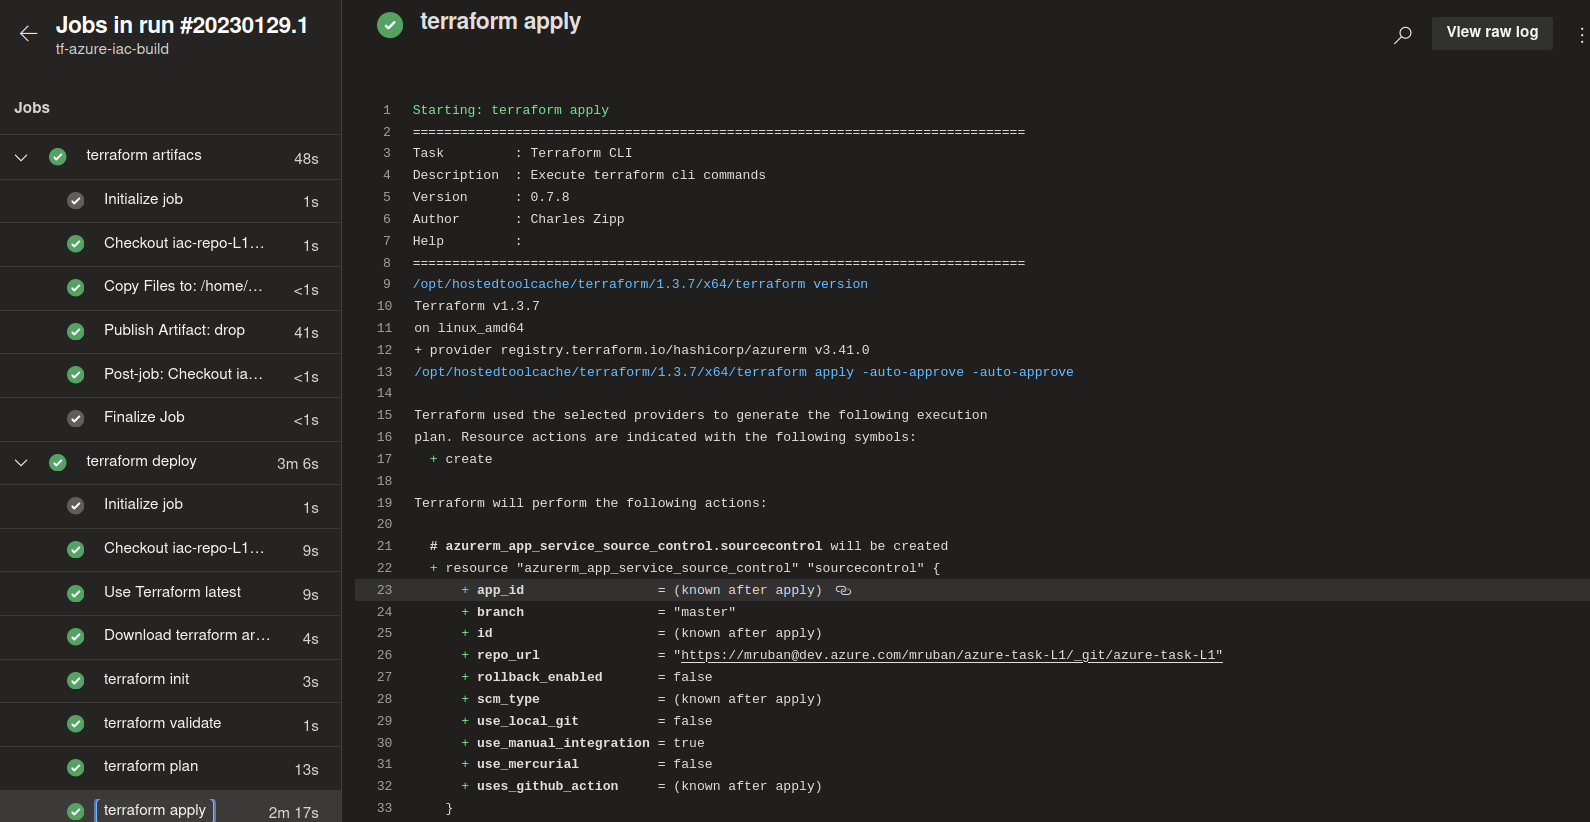 Jobs in run #20230129.1
tf-azure-iac-build
Jobs
terraform artifacs 48s
Initialize job 1s
Checkout iac-repo-L1... 1s
Copy Files to: /home/... <1s
Publish Artifact: drop 41s
Post-job: Checkout ia... <1s
Finalize Job <1s
terraform deploy 3m 6s
Initialize job 1s
Checkout iac-repo-L1... 9s
Use Terraform latest 9s
Download terraform ar... 4s
terraform init 3s
terraform validate 1s
terraform plan 13s
terraform apply 2m 17s
terraform apply
View raw log
1 Starting: terraform apply
2 ==============================================================================
3 Task         : Terraform CLI
4 Description  : Execute terraform cli commands
5 Version      : 0.7.8
6 Author       : Charles Zipp
7 Help         :
8 ==============================================================================
9 /opt/hostedtoolcache/terraform/1.3.7/x64/terraform version
10 Terraform v1.3.7
11 on linux_amd64
12 + provider registry.terraform.io/hashicorp/azurerm v3.41.0
13 /opt/hostedtoolcache/terraform/1.3.7/x64/terraform apply -auto-approve -auto-approve
14
15 Terraform used the selected providers to generate the following execution
16 plan. Resource actions are indicated with the following symbols:
17   + create
18
19 Terraform will perform the following actions:
20
21   # azurerm_app_service_source_control.sourcecontrol will be created
22   + resource "azurerm_app_service_source_control" "sourcecontrol" {
23       + app_id                 = (known after apply)
24       + branch                 = "master"
25       + id                     = (known after apply)
26       + repo_url               = "https://mruban@dev.azure.com/mruban/azure-task-L1/_git/azure-task-L1"
27       + rollback_enabled       = false
28       + scm_type               = (known after apply)
29       + use_local_git          = false
30       + use_manual_integration = true
31       + use_mercurial          = false
32       + uses_github_action     = (known after apply)
33     }